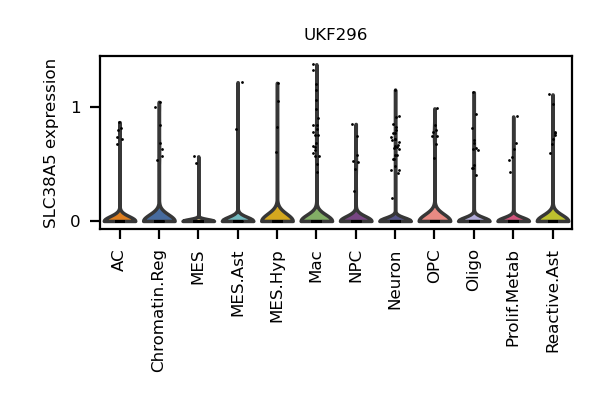 UKF296
SLC38A5 expression
1
0
AC
Chromatin.Reg
MES
MES.Ast
MES.Hyp
Mac
NPC
Neuron
OPC
Oligo
Prolif.Metab
Reactive.Ast